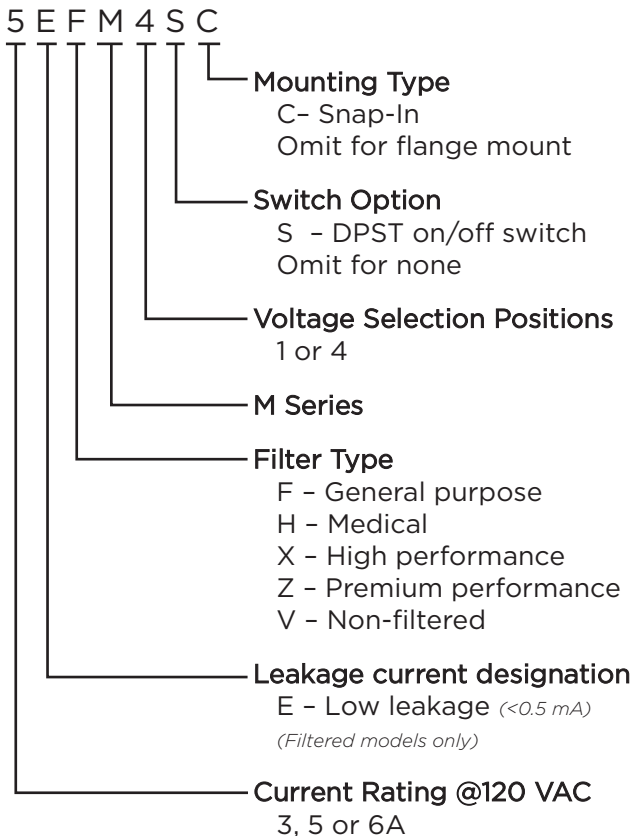 5 E F M 4 S C
Mounting Type
C– Snap-In
Omit for flange mount
Switch Option
S – DPST on/off switch
Omit for none
Voltage Selection Positions
1 or 4
M Series
Filter Type
F – General purpose
H – Medical
X – High performance
Z – Premium performance
V – Non-filtered
Leakage current designation
E – Low leakage (<0.5 mA)
(Filtered models only)
Current Rating @120 VAC
3, 5 or 6A